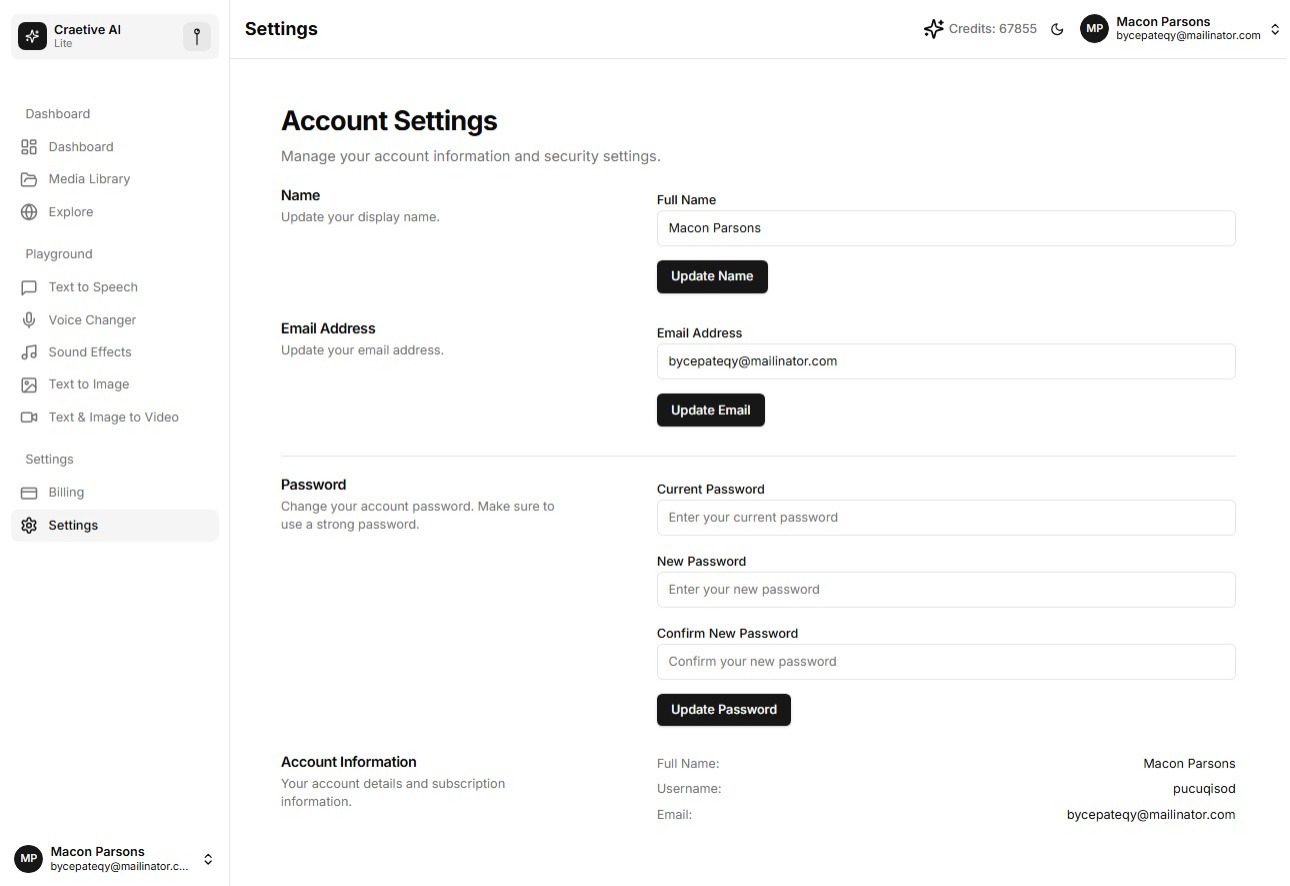 Craetive AI
Lite
Dashboard
Dashboard
Media Library
Explore
Playground
Text to Speech
Voice Changer
Sound Effects
Text to Image
Text & Image to Video
Settings
Billing
Settings
MP
Macon Parsons
bycepateqy@mailinator.c...
Settings
Credits: 67855
MP
Macon Parsons
bycepateqy@mailinator.com
Account Settings
Manage your account information and security settings.
Name
Update your display name.
Full Name
Macon Parsons
Update Name
Email Address
Update your email address.
Email Address
bycepateqy@mailinator.com
Update Email
Password
Change your account password. Make sure to
use a strong password.
Current Password
Enter your current password
New Password
Enter your new password
Confirm New Password
Confirm your new password
Update Password
Account Information
Your account details and subscription
information.
Full Name: Macon Parsons
Username: pucuqisod
Email: bycepateqy@mailinator.com